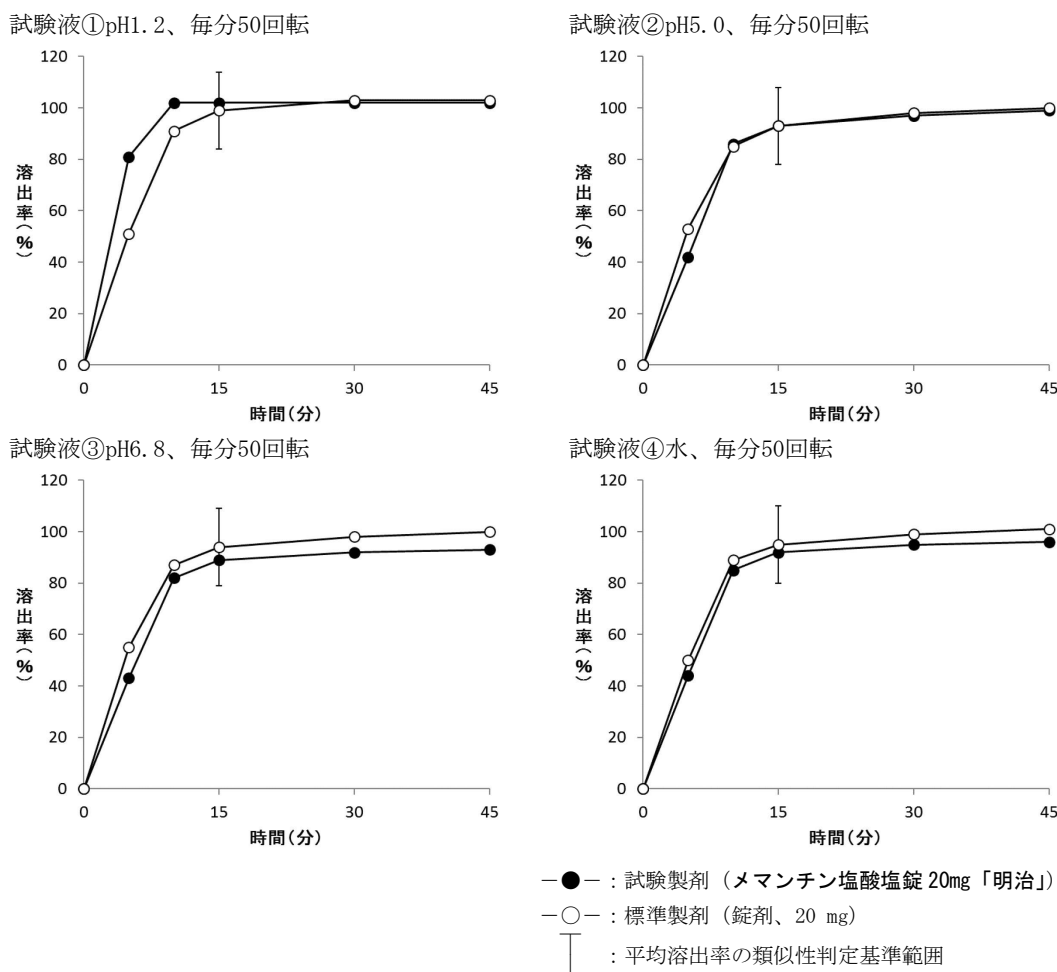 試験液①pH1.2、毎分50回転
120
100
80
60
40
20
0
溶出率(%)
0 15 30 45
時間(分)
試験液②pH5.0、毎分50回転
120
100
80
60
40
20
0
溶出率(%)
0 15 30 45
時間(分)
試験液③pH6.8、毎分50回転
120
100
80
60
40
20
0
溶出率(%)
0 15 30 45
時間(分)
試験液④水、毎分50回転
120
100
80
60
40
20
0
溶出率(%)
0 15 30 45
時間(分)
−●−：試験製剤（メマンチン塩酸塩錠 20mg「明治」）
−○−：標準製剤（錠剤、20 mg）
：平均溶出率の類似性判定基準範囲